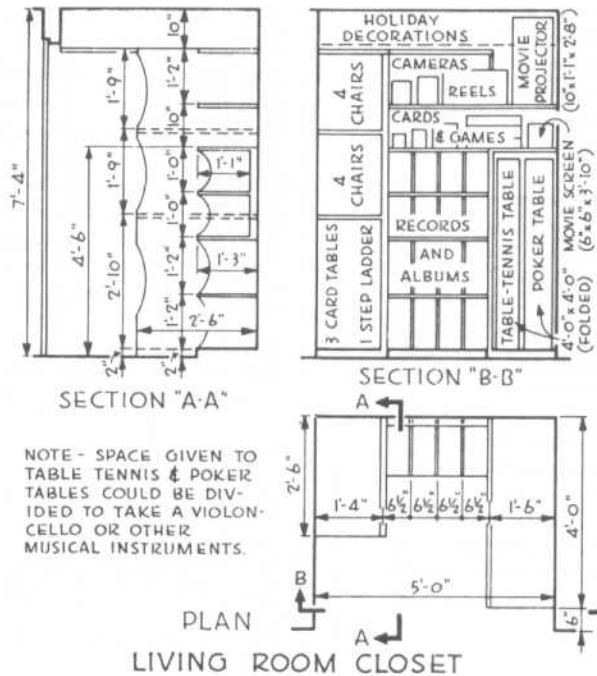 10"
1'-2"
10"
1'-9"
1'-9"
1'-0"
1'-1"
1'-0"
1'-2"
1'-3"
1'-2"
2'-6"
2'-10"
2"
2"
4'-6"
7'-4"
SECTION "A-A"
HOLIDAY
DECORATIONS
4
CHAIRS
CAMERAS
REELS
MOVIE
PROJECTOR
(10"x 1'-1"x 2'-8")
CARDS
& GAMES
4
CHAIRS
RECORDS
AND
ALBUMS
3 CARD TABLES
1 STEP LADDER
TABLE-TENNIS TABLE
POKER TABLE
MOVIE SCREEN
(6"x6"x 3'-10")
4'-0"x 4'-0"
(FOLDED)
SECTION "B-B"
NOTE - SPACE GIVEN TO
TABLE TENNIS & POKER
TABLES COULD BE DIV-
IDED TO TAKE A VIOLON-
CELLO OR OTHER
MUSICAL INSTRUMENTS.
A
2'-6"
1'-4"
6½" 6½" 6½" 6½"
1'-6"
4'-0"
5'-0"
6"
B
A
PLAN
LIVING ROOM CLOSET